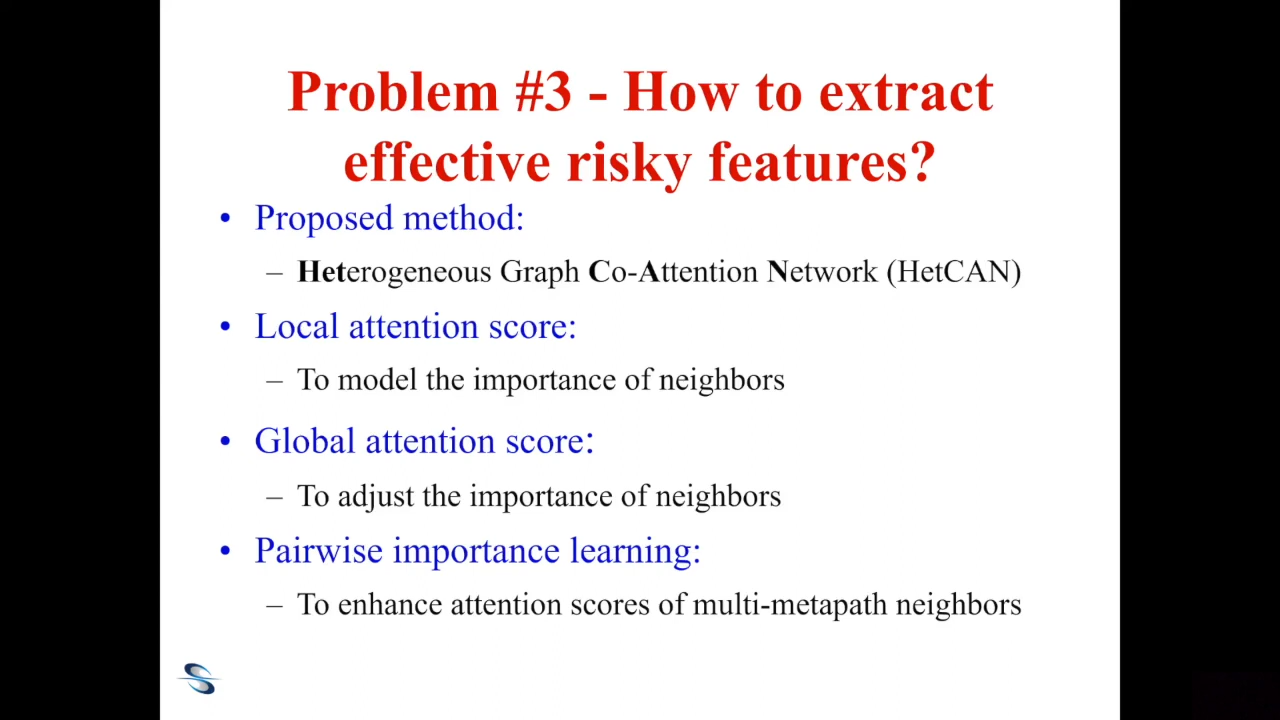 Problem #3 - How to extract
effective risky features?
• Proposed method:
– Heterogeneous Graph Co-Attention Network (HetCAN)
• Local attention score:
– To model the importance of neighbors
• Global attention score:
– To adjust the importance of neighbors
• Pairwise importance learning:
– To enhance attention scores of multi-metapath neighbors